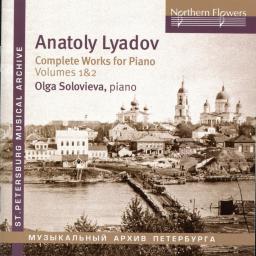 Northern Flowers
Anatoly Lyadov
Complete Works for Piano
Volumes 1&2
Olga Solovieva, piano
ST.PETERSBURG MUSICAL ARCHIVE
МУЗЫКАЛЬНЫЙ АРХИВ ПЕТЕРБУРГА